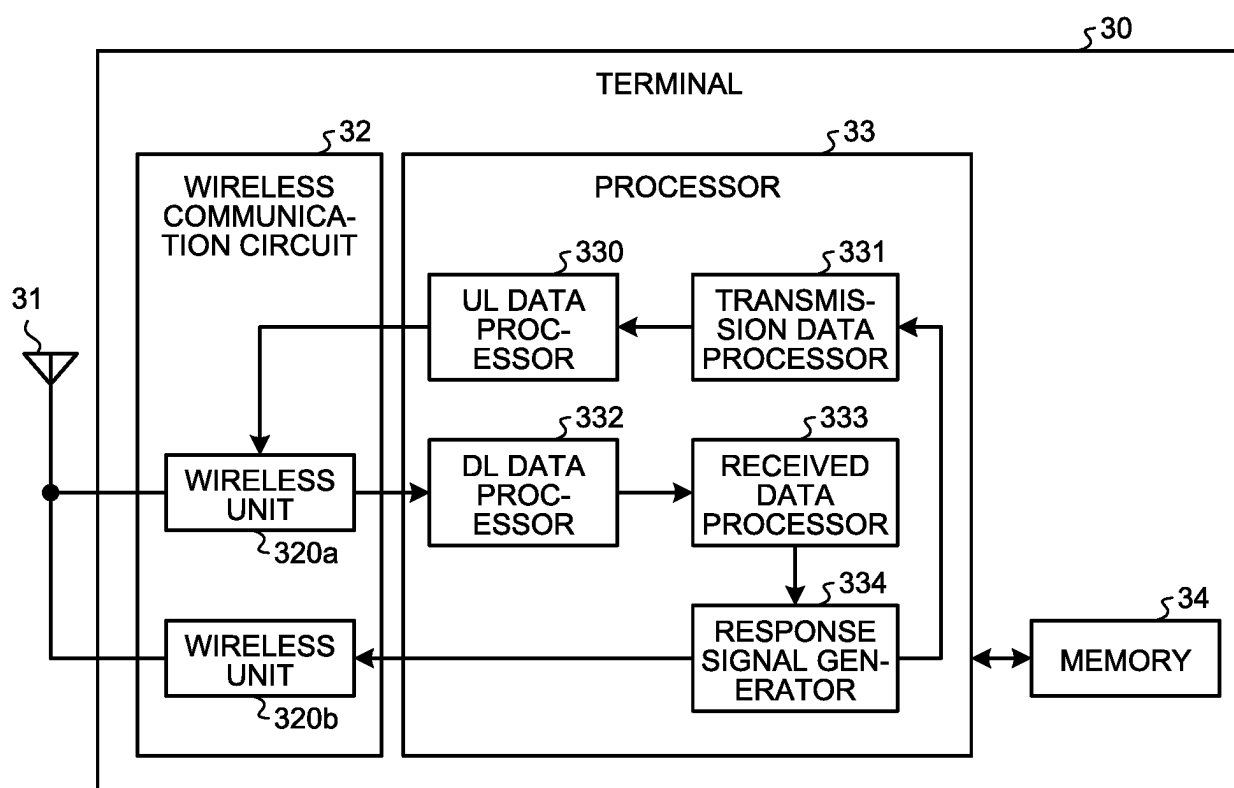 30
TERMINAL
32
33
WIRELESS
COMMUNICA-
TION CIRCUIT
PROCESSOR
330
331
UL DATA
PROC-
ESSOR
TRANSMIS-
SION DATA
PROCESSOR
31
332
333
WIRELESS
UNIT
320a
DL DATA
PROC-
ESSOR
RECEIVED
DATA
PROCESSOR
334
34
WIRELESS
UNIT
320b
RESPONSE
SIGNAL GEN-
ERATOR
MEMORY